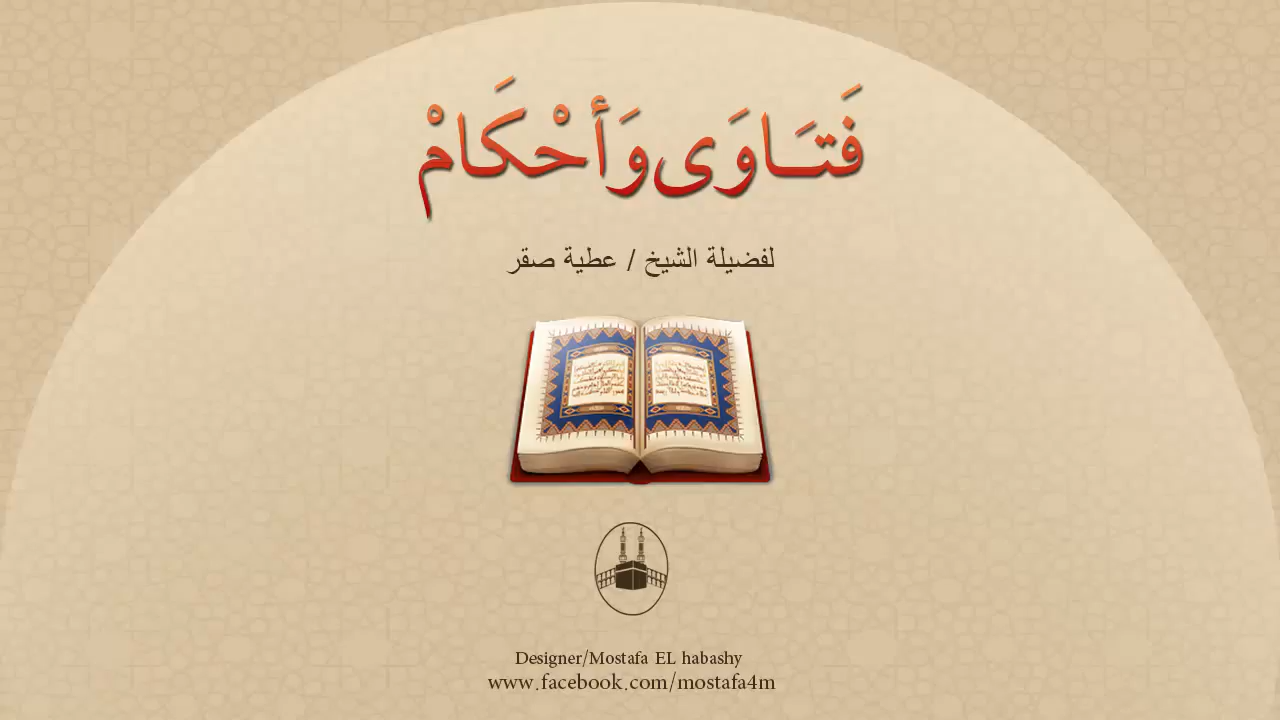 فَتَاوَى وَأَحْكَامْ
لفضيلة الشيخ / عطية صقر
Designer/Mostafa EL habashy
www.facebook.com/mostafa4m